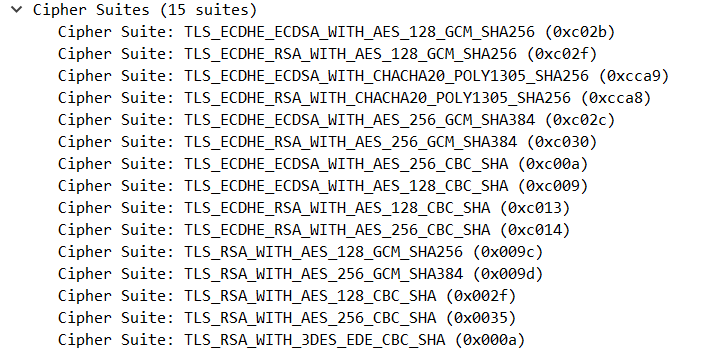 Cipher Suites (15 suites)
Cipher Suite: TLS_ECDHE_ECDSA_WITH_AES_128_GCM_SHA256 (0xc02b)
Cipher Suite: TLS_ECDHE_RSA_WITH_AES_128_GCM_SHA256 (0xc02f)
Cipher Suite: TLS_ECDHE_ECDSA_WITH_CHACHA20_POLY1305_SHA256 (0xcca9)
Cipher Suite: TLS_ECDHE_RSA_WITH_CHACHA20_POLY1305_SHA256 (0xcca8)
Cipher Suite: TLS_ECDHE_ECDSA_WITH_AES_256_GCM_SHA384 (0xc02c)
Cipher Suite: TLS_ECDHE_RSA_WITH_AES_256_GCM_SHA384 (0xc030)
Cipher Suite: TLS_ECDHE_ECDSA_WITH_AES_256_CBC_SHA (0xc00a)
Cipher Suite: TLS_ECDHE_ECDSA_WITH_AES_128_CBC_SHA (0xc009)
Cipher Suite: TLS_ECDHE_RSA_WITH_AES_128_CBC_SHA (0xc013)
Cipher Suite: TLS_ECDHE_RSA_WITH_AES_256_CBC_SHA (0xc014)
Cipher Suite: TLS_RSA_WITH_AES_128_GCM_SHA256 (0x009c)
Cipher Suite: TLS_RSA_WITH_AES_256_GCM_SHA384 (0x009d)
Cipher Suite: TLS_RSA_WITH_AES_128_CBC_SHA (0x002f)
Cipher Suite: TLS_RSA_WITH_AES_256_CBC_SHA (0x0035)
Cipher Suite: TLS_RSA_WITH_3DES_EDE_CBC_SHA (0x000a)